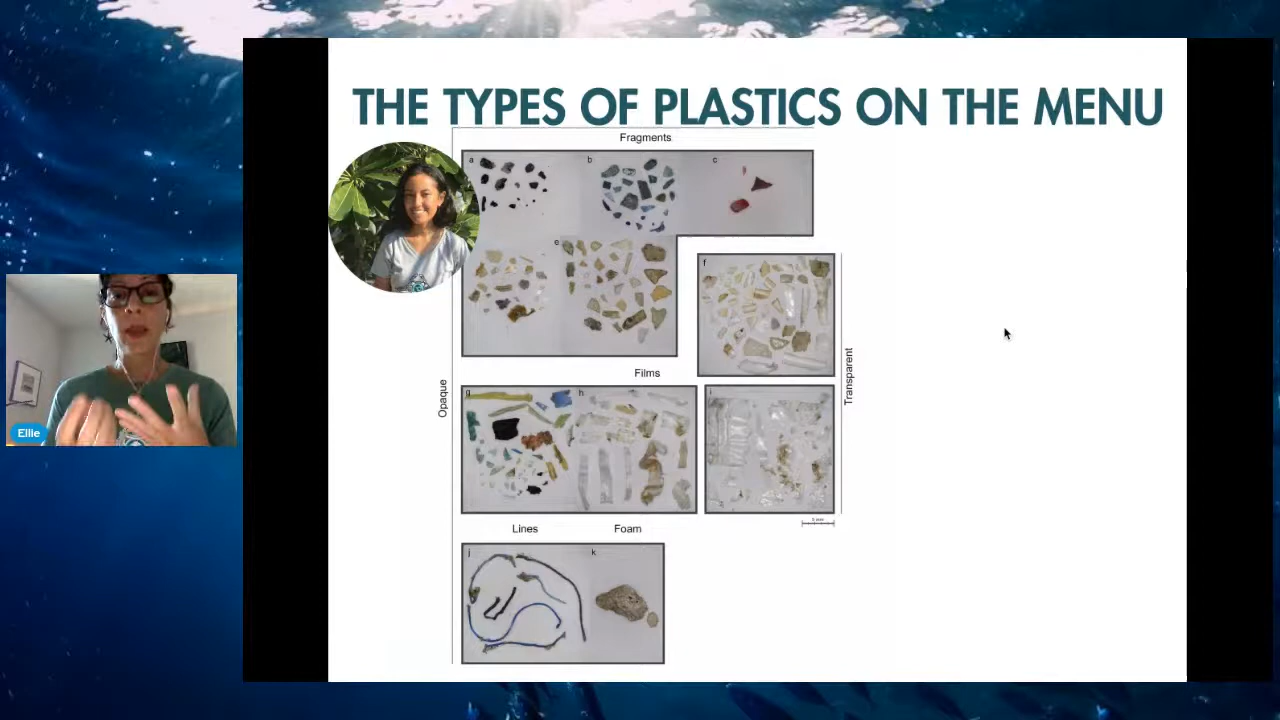 THE TYPES OF PLASTICS ON THE MENU
Fragments
a
b
c
e
f
Films
Opaque
Transparent
g
h
i
Lines
Foam
j
k
Ellie